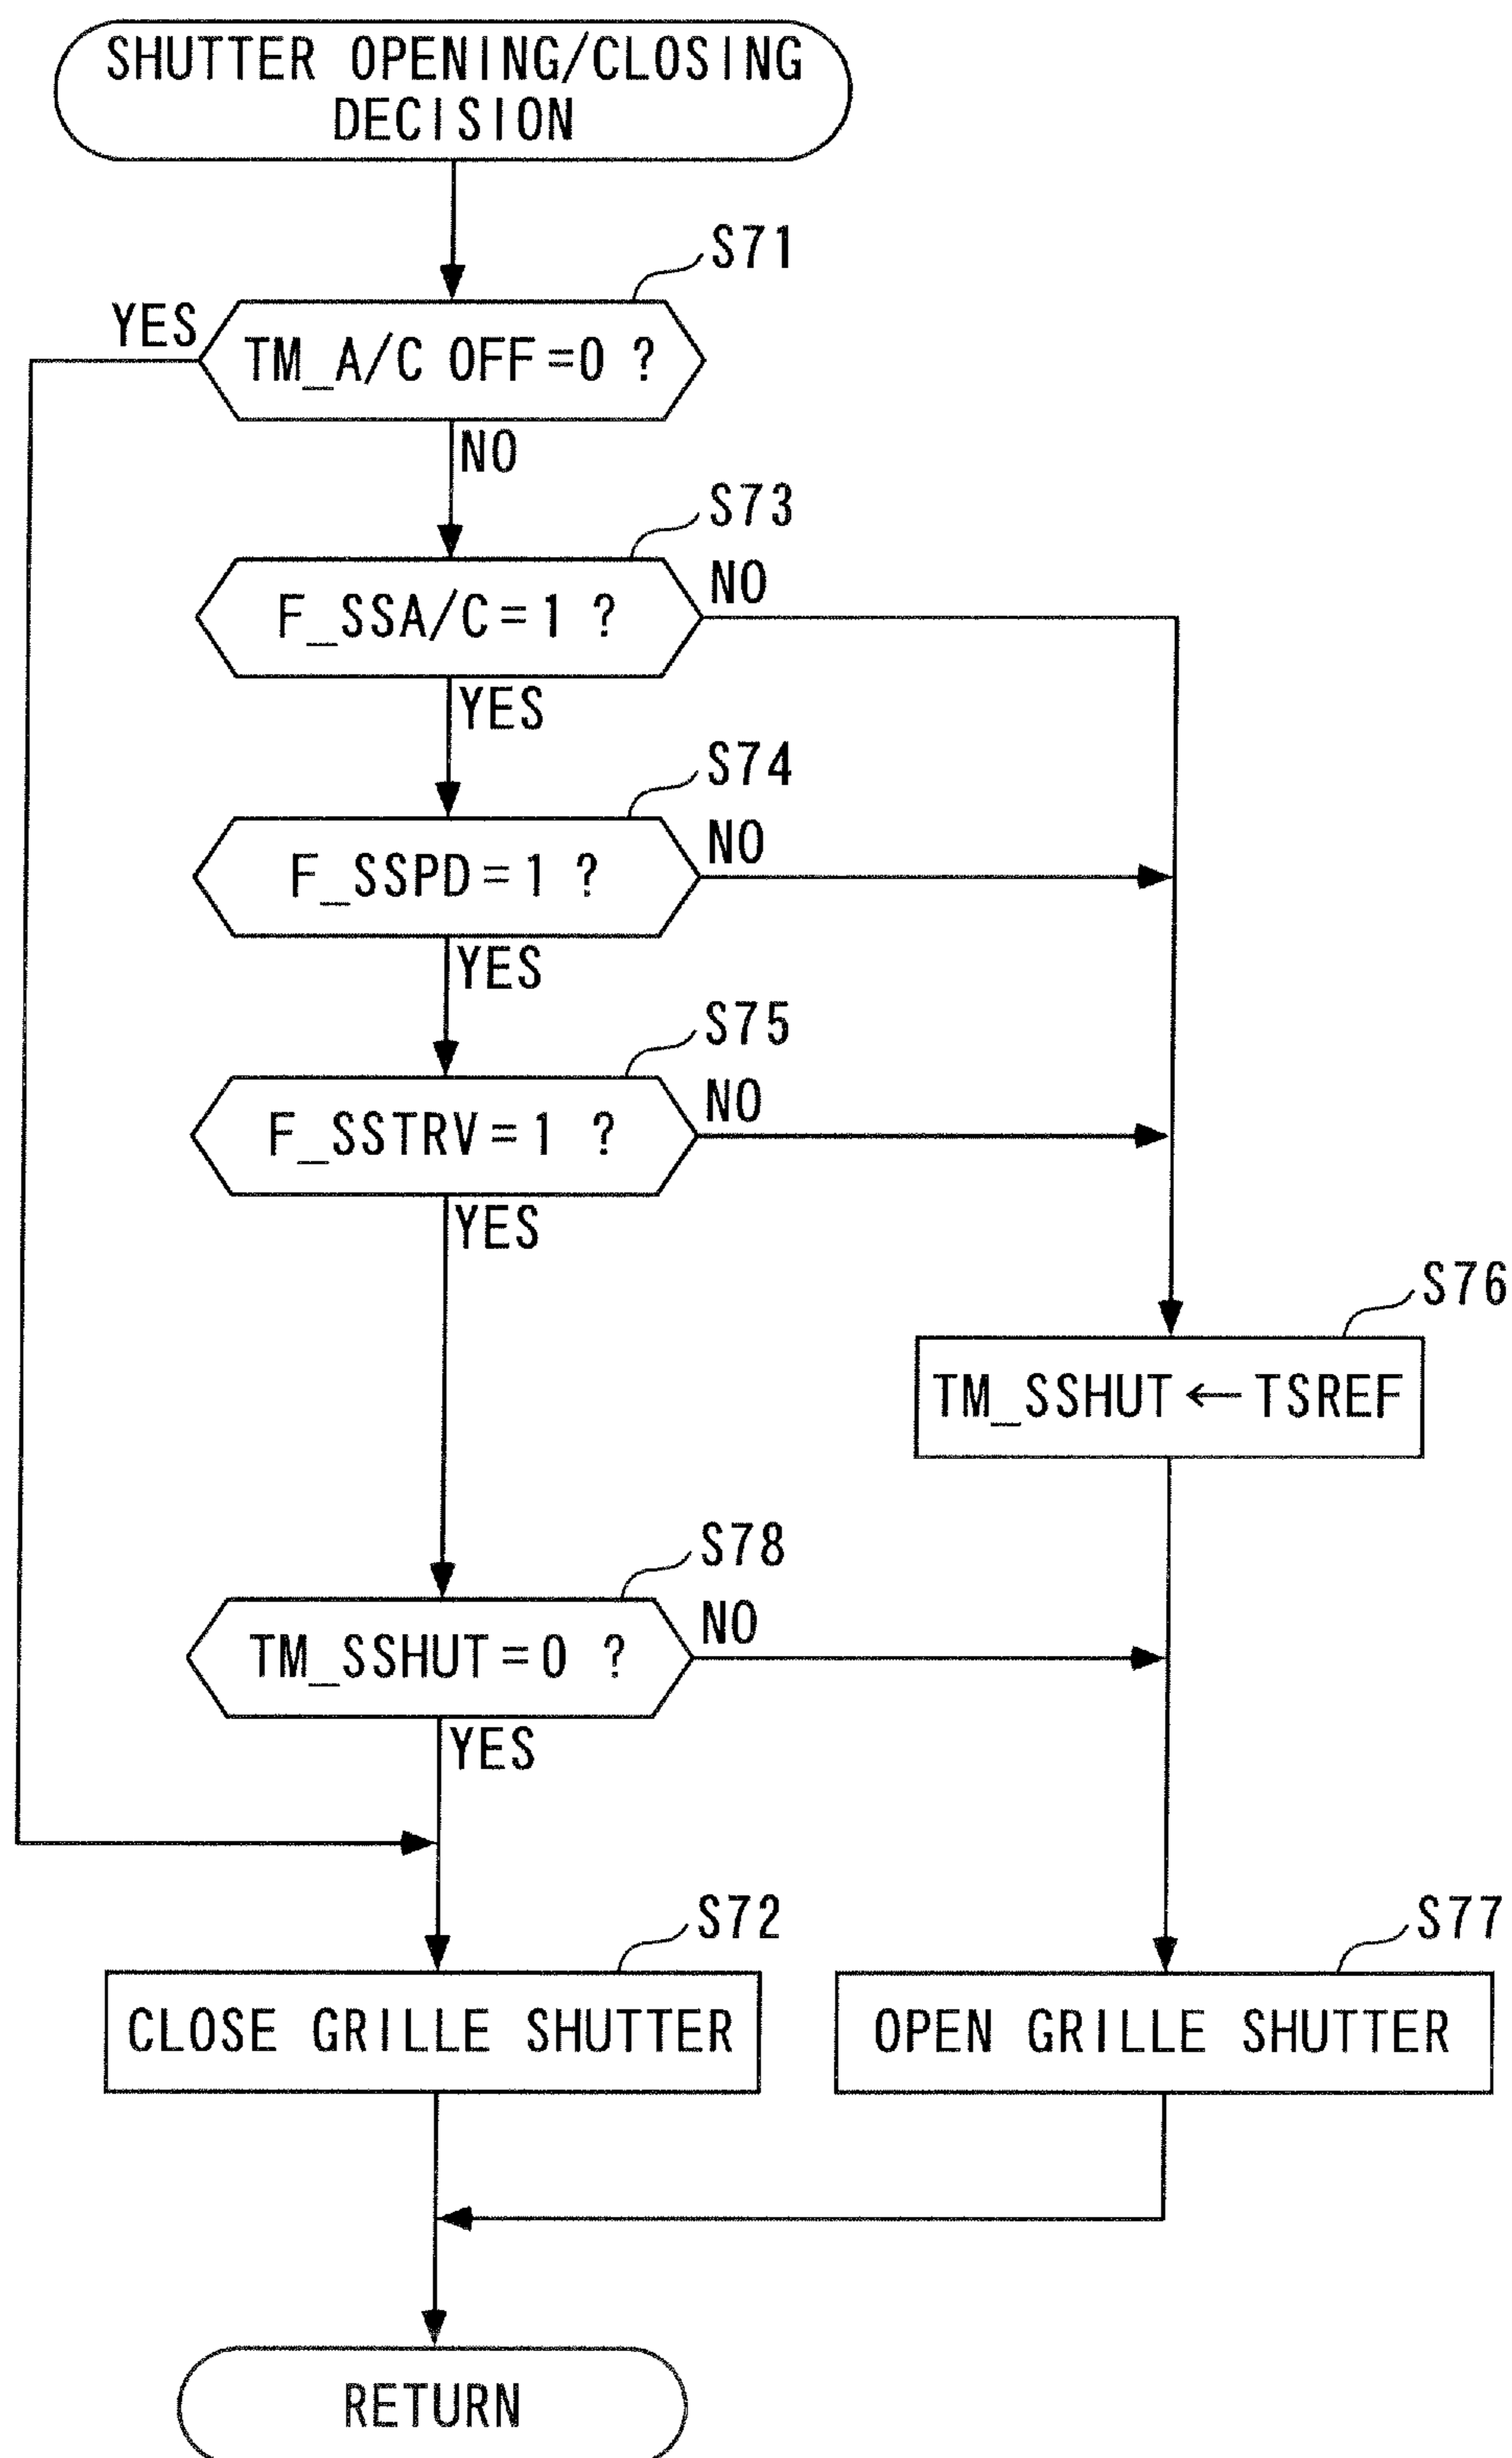 SHUTTER OPENING/CLOSING
DECISION
S71
YES
TM_A/C OFF=0 ?
NO
S73
F_SSA/C=1 ?
NO
YES
S74
F_SSPD=1 ?
NO
YES
S75
F_SSTRV=1 ?
NO
YES
S76
TM_SSHUT←TSREF
S78
TM_SSHUT=0 ?
NO
YES
S72
S77
CLOSE GRILLE SHUTTER
OPEN GRILLE SHUTTER
RETURN